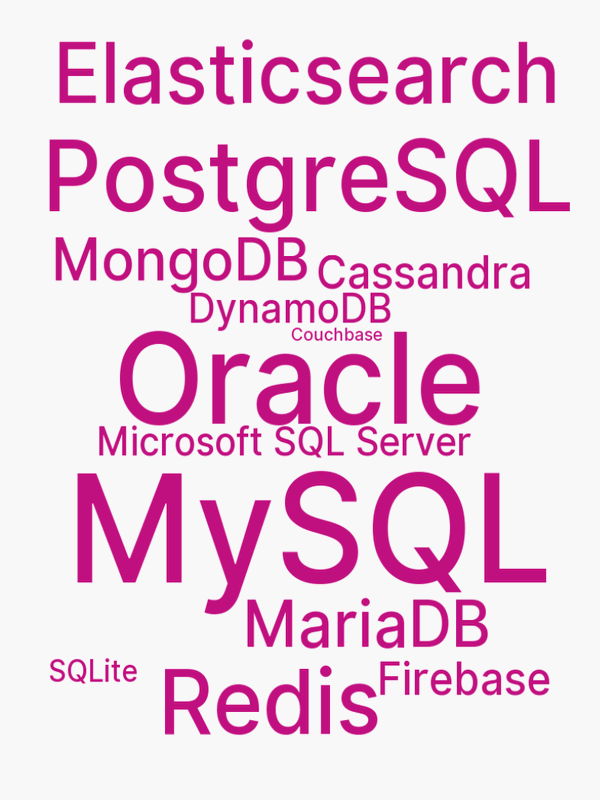 Elasticsearch
PostgreSQL
MongoDB Cassandra
DynamoDB
Couchbase
Oracle
Microsoft SQL Server
MySQL
MariaDB
SQLite Redis Firebase